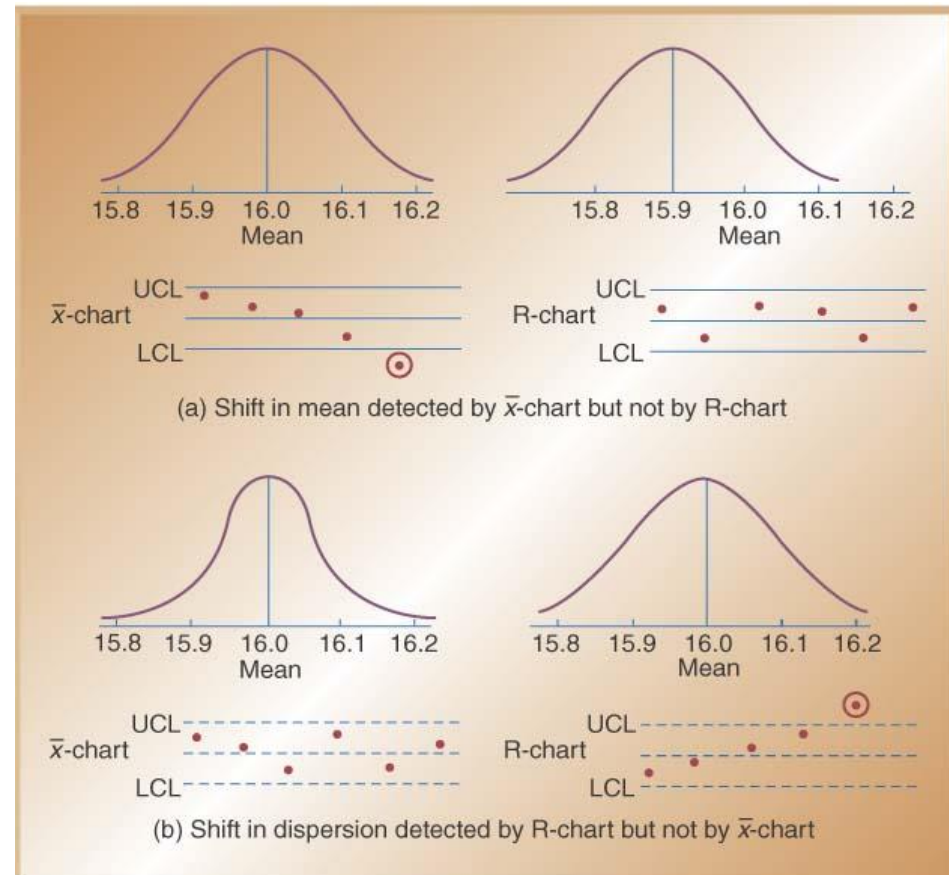 15.8 15.9 16.0 16.1 16.2
Mean
15.8 15.9 16.0 16.1 16.2
Mean
UCL
x̄-chart
LCL
UCL
R-chart
LCL
(a) Shift in mean detected by x̄-chart but not by R-chart
15.8 15.9 16.0 16.1 16.2
Mean
15.8 15.9 16.0 16.1 16.2
Mean
UCL
x̄-chart
LCL
UCL
R-chart
LCL
(b) Shift in dispersion detected by R-chart but not by x̄-chart